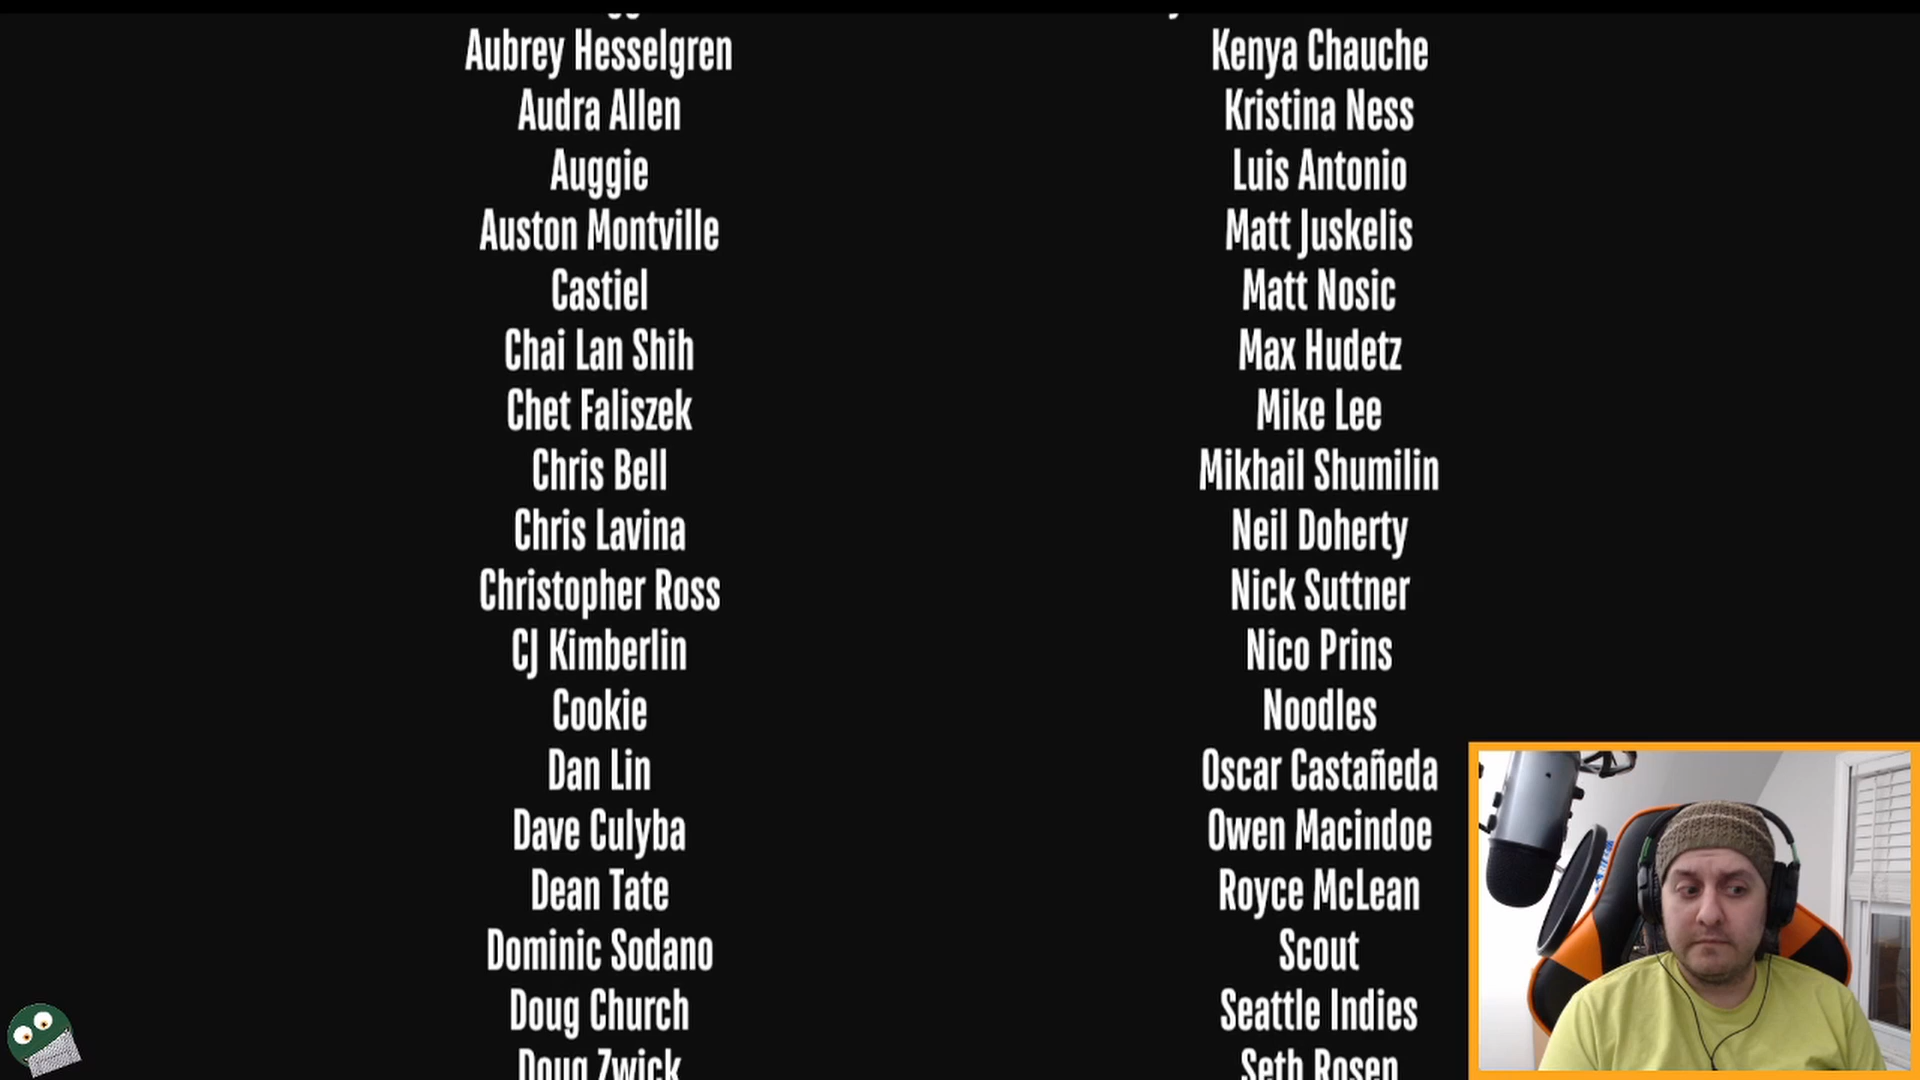 Aubrey Hesselgren
Audra Allen
Auggie
Auston Montville
Castiel
Chai Lan Shih
Chet Faliszek
Chris Bell
Chris Lavina
Christopher Ross
CJ Kimberlin
Cookie
Dan Lin
Dave Culyba
Dean Tate
Dominic Sodano
Doug Church
Doug Zwick
Kenya Chauche
Kristina Ness
Luis Antonio
Matt Juskelis
Matt Nosic
Max Hudetz
Mike Lee
Mikhail Shumilin
Neil Doherty
Nick Suttner
Nico Prins
Noodles
Oscar Castañeda
Owen Macindoe
Royce McLean
Scout
Seattle Indies
Seth Rosen